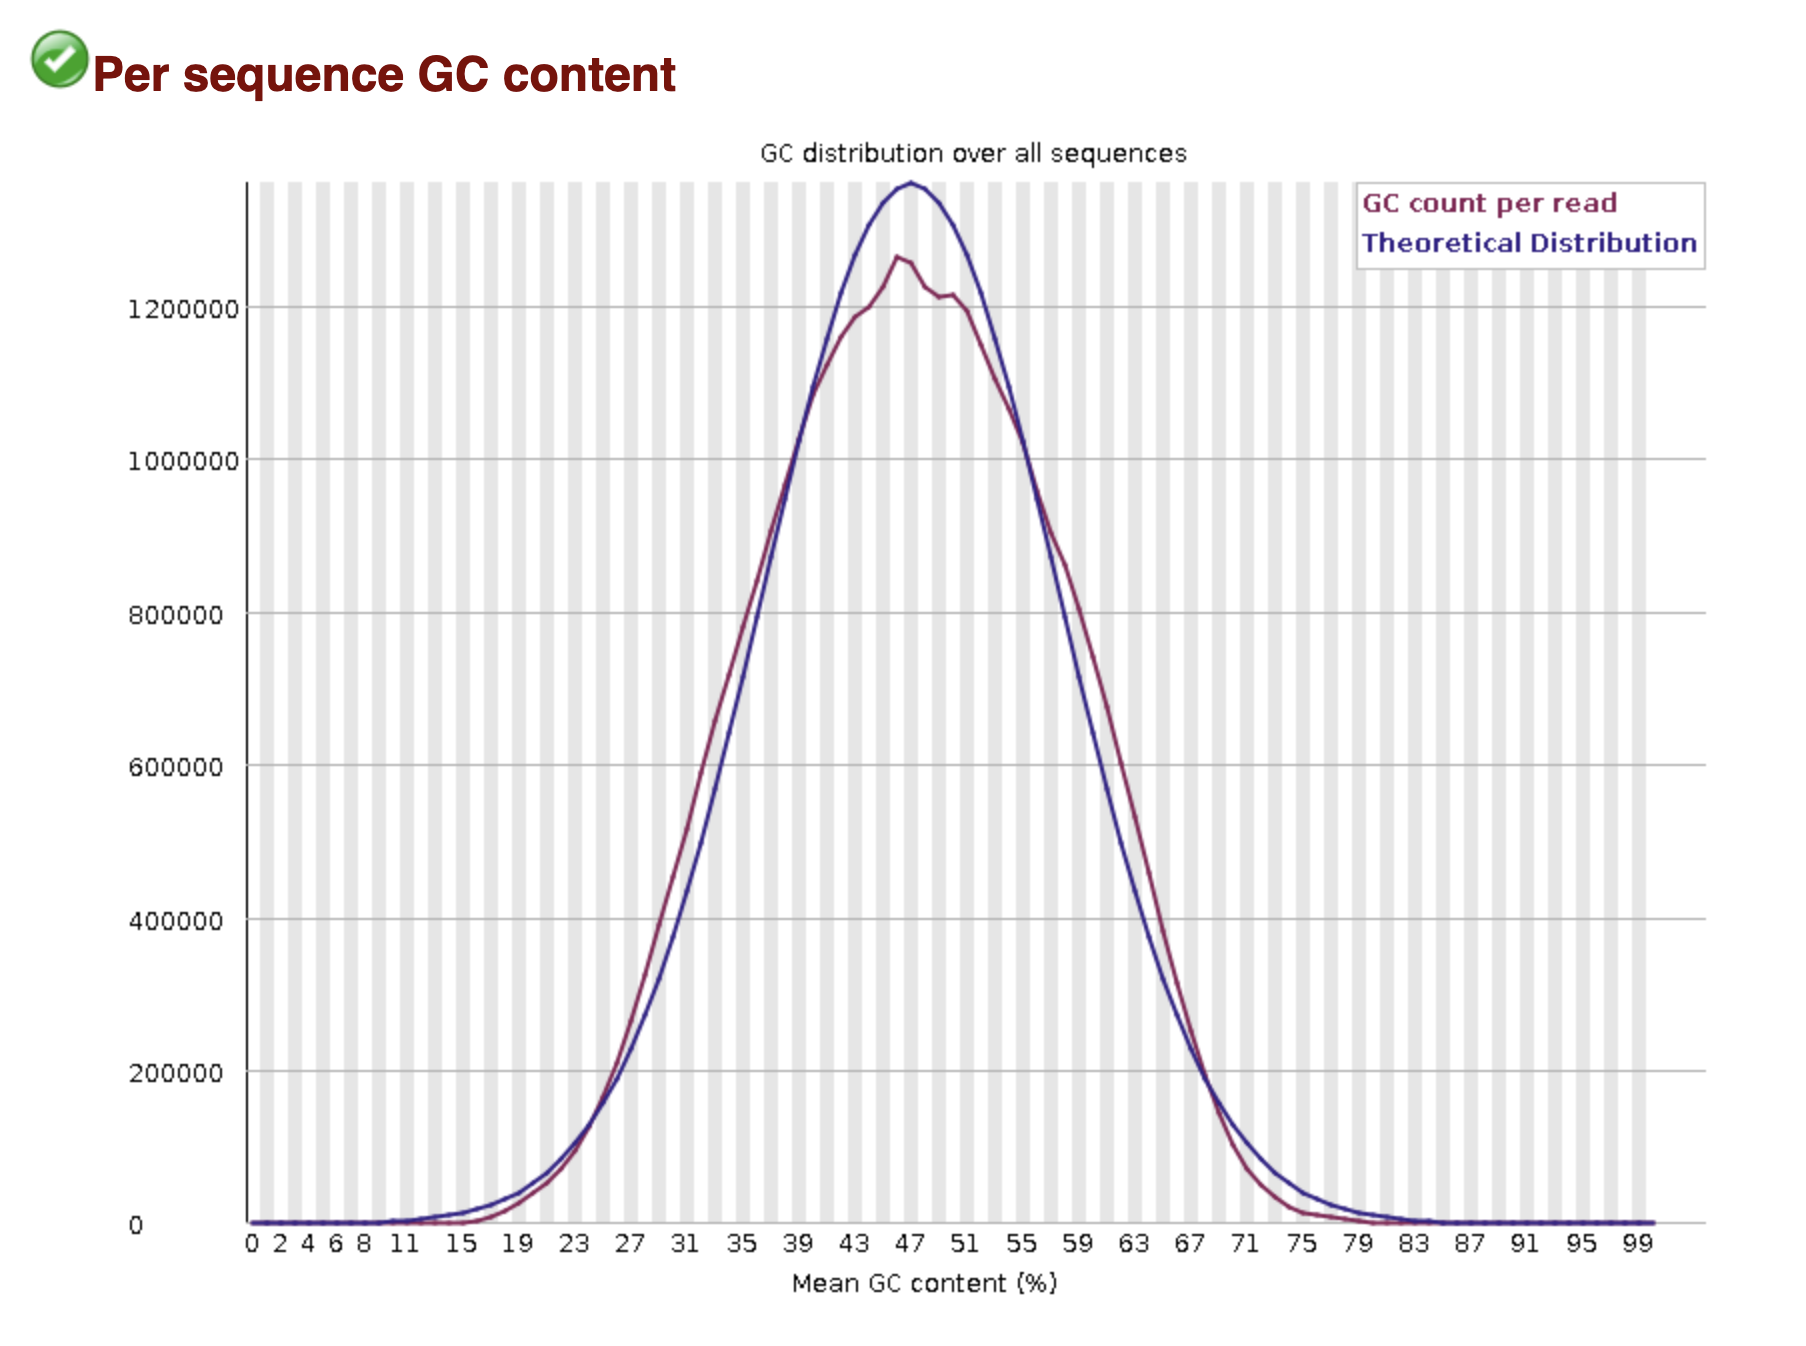 Per sequence GC content
GC distribution over all sequences
GC count per read
Theoretical Distribution
1200000
1000000
800000
600000
400000
200000
0
0 2 4 6 8 11 15 19 23 27 31 35 39 43 47 51 55 59 63 67 71 75 79 83 87 91 95 99
Mean GC content (%)